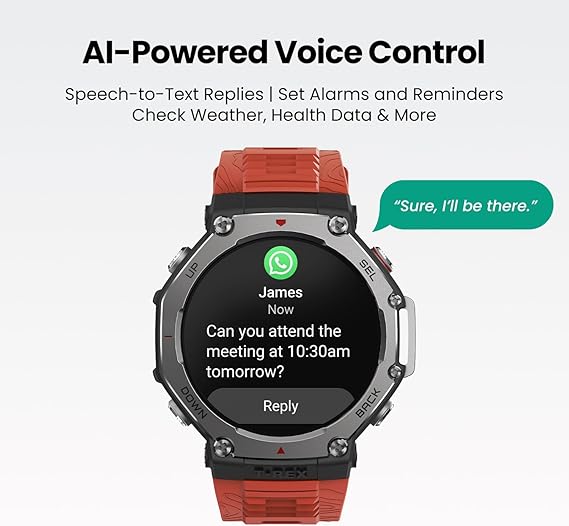 AI-Powered Voice Control
Speech-to-Text Replies | Set Alarms and Reminders
Check Weather, Health Data & More
“Sure, I’ll be there.”
UP
SEL
James
Now
Can you attend the
meeting at 10:30am
tomorrow?
Reply
DOWN
BACK